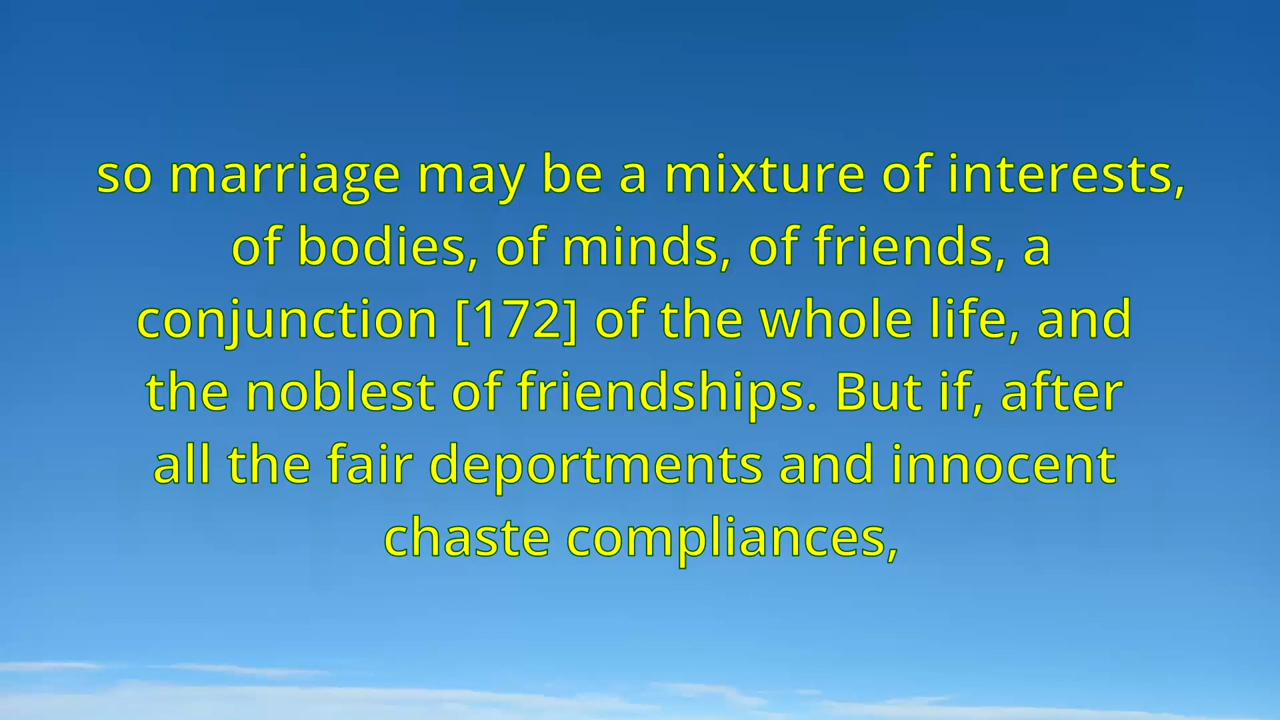 so marriage may be a mixture of interests,
of bodies, of minds, of friends, a
conjunction [172] of the whole life, and
the noblest of friendships. But if, after
all the fair deportments and innocent
chaste compliances,